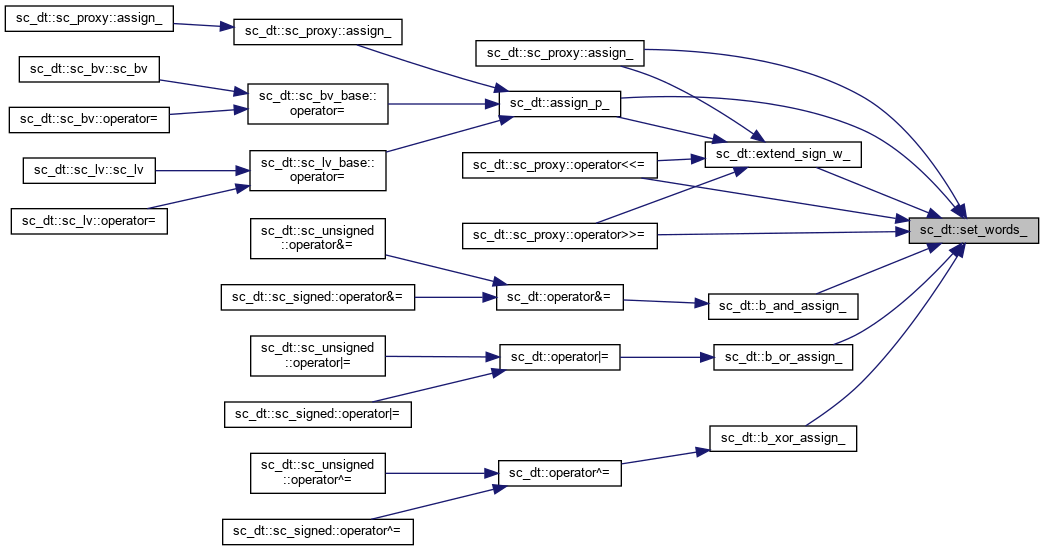 sc_dt::sc_proxy::assign_
sc_dt::sc_bv::sc_bv
sc_dt::sc_bv::operator=
sc_dt::sc_lv::sc_lv
sc_dt::sc_lv::operator=
sc_dt::sc_proxy::assign_
sc_dt::sc_bv_base::
operator=
sc_dt::sc_lv_base::
operator=
sc_dt::sc_unsigned
::operator&=
sc_dt::sc_signed::operator&=
sc_dt::sc_unsigned
::operator|=
sc_dt::sc_signed::operator|=
sc_dt::sc_unsigned
::operator^=
sc_dt::sc_signed::operator^=
sc_dt::sc_proxy::assign_
sc_dt::assign_p_
sc_dt::sc_proxy::operator<<=
sc_dt::sc_proxy::operator>>=
sc_dt::operator&=
sc_dt::operator|=
sc_dt::operator^=
sc_dt::extend_sign_w_
sc_dt::b_and_assign_
sc_dt::b_or_assign_
sc_dt::b_xor_assign_
sc_dt::set_words_